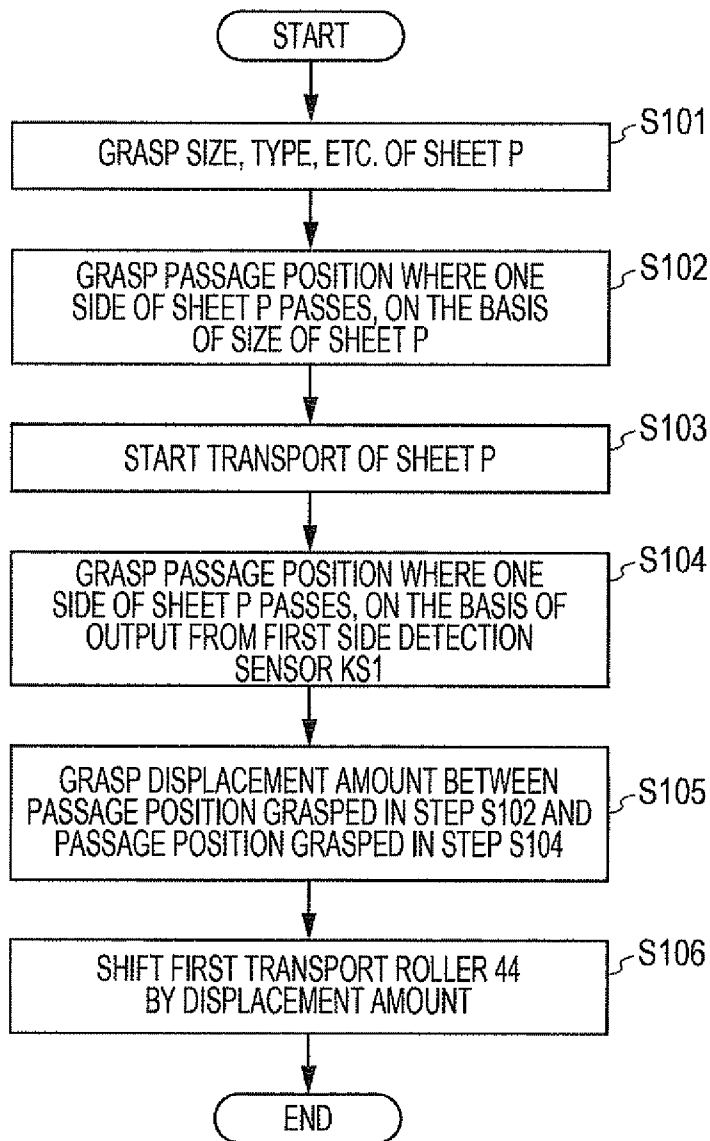 START
S101
GRASP SIZE, TYPE, ETC. OF SHEET P
S102
GRASP PASSAGE POSITION WHERE ONE
SIDE OF SHEET P PASSES, ON THE BASIS
OF SIZE OF SHEET P
S103
START TRANSPORT OF SHEET P
S104
GRASP PASSAGE POSITION WHERE ONE
SIDE OF SHEET P PASSES, ON THE BASIS OF
OUTPUT FROM FIRST SIDE DETECTION
SENSOR KS1
S105
GRASP DISPLACEMENT AMOUNT BETWEEN
PASSAGE POSITION GRASPED IN STEP S102 AND
PASSAGE POSITION GRASPED IN STEP S104
S106
SHIFT FIRST TRANSPORT ROLLER 44
BY DISPLACEMENT AMOUNT
END